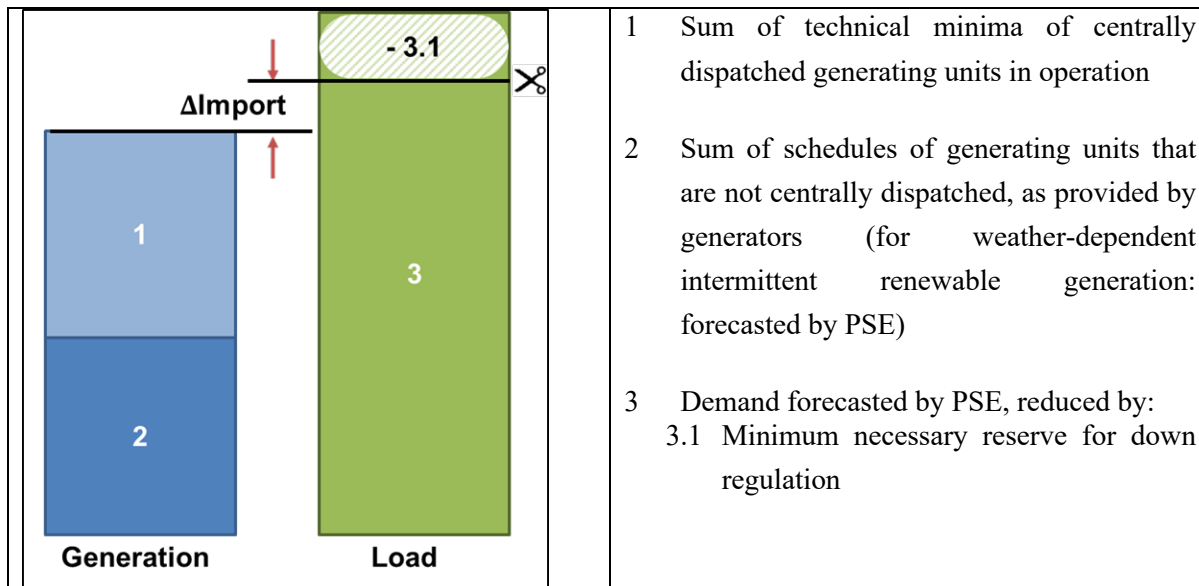 - 3.1
ΔImport
1
3
2
Generation
Load
1 Sum of technical minima of centrally
dispatched generating units in operation
2 Sum of schedules of generating units that
are not centrally dispatched, as provided by
generators (for weather-dependent
intermittent renewable generation:
forecasted by PSE)
3 Demand forecasted by PSE, reduced by:
3.1 Minimum necessary reserve for down
regulation